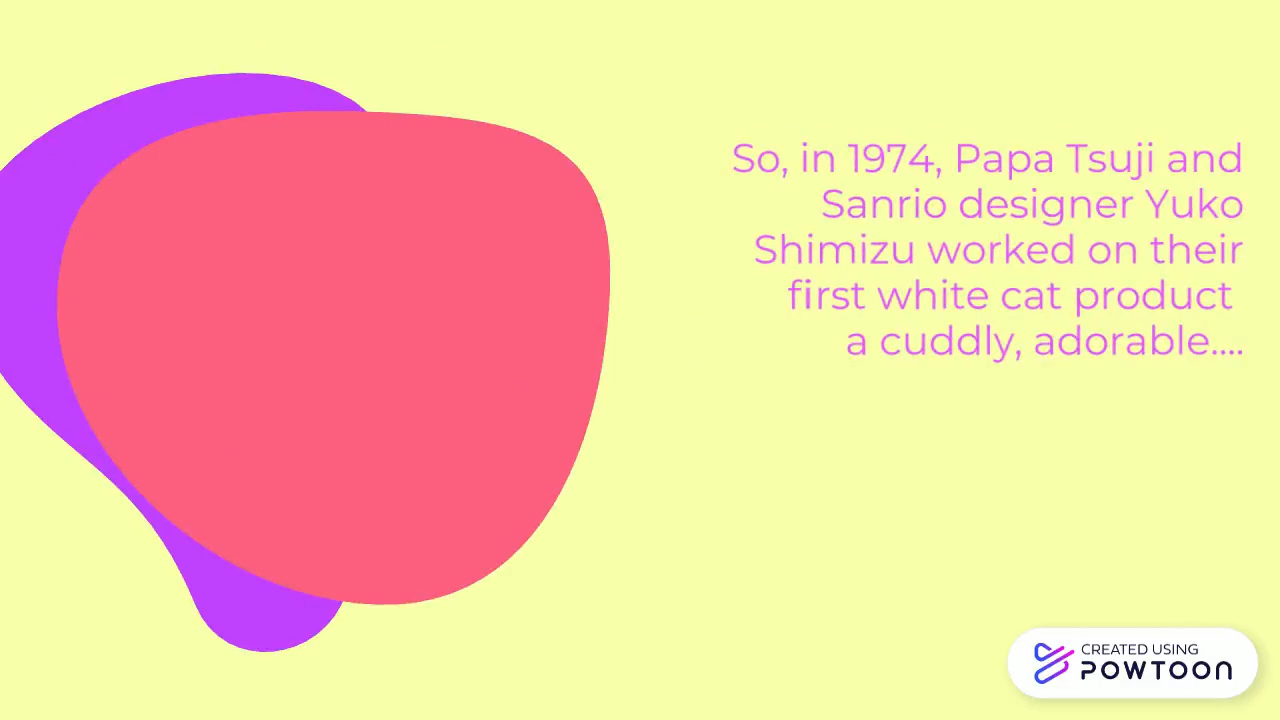 So, in 1974, Papa Tsuji and
Sanrio designer Yuko
Shimizu worked on their
first white cat product
a cuddly, adorable....
CREATED USING
POWTOON